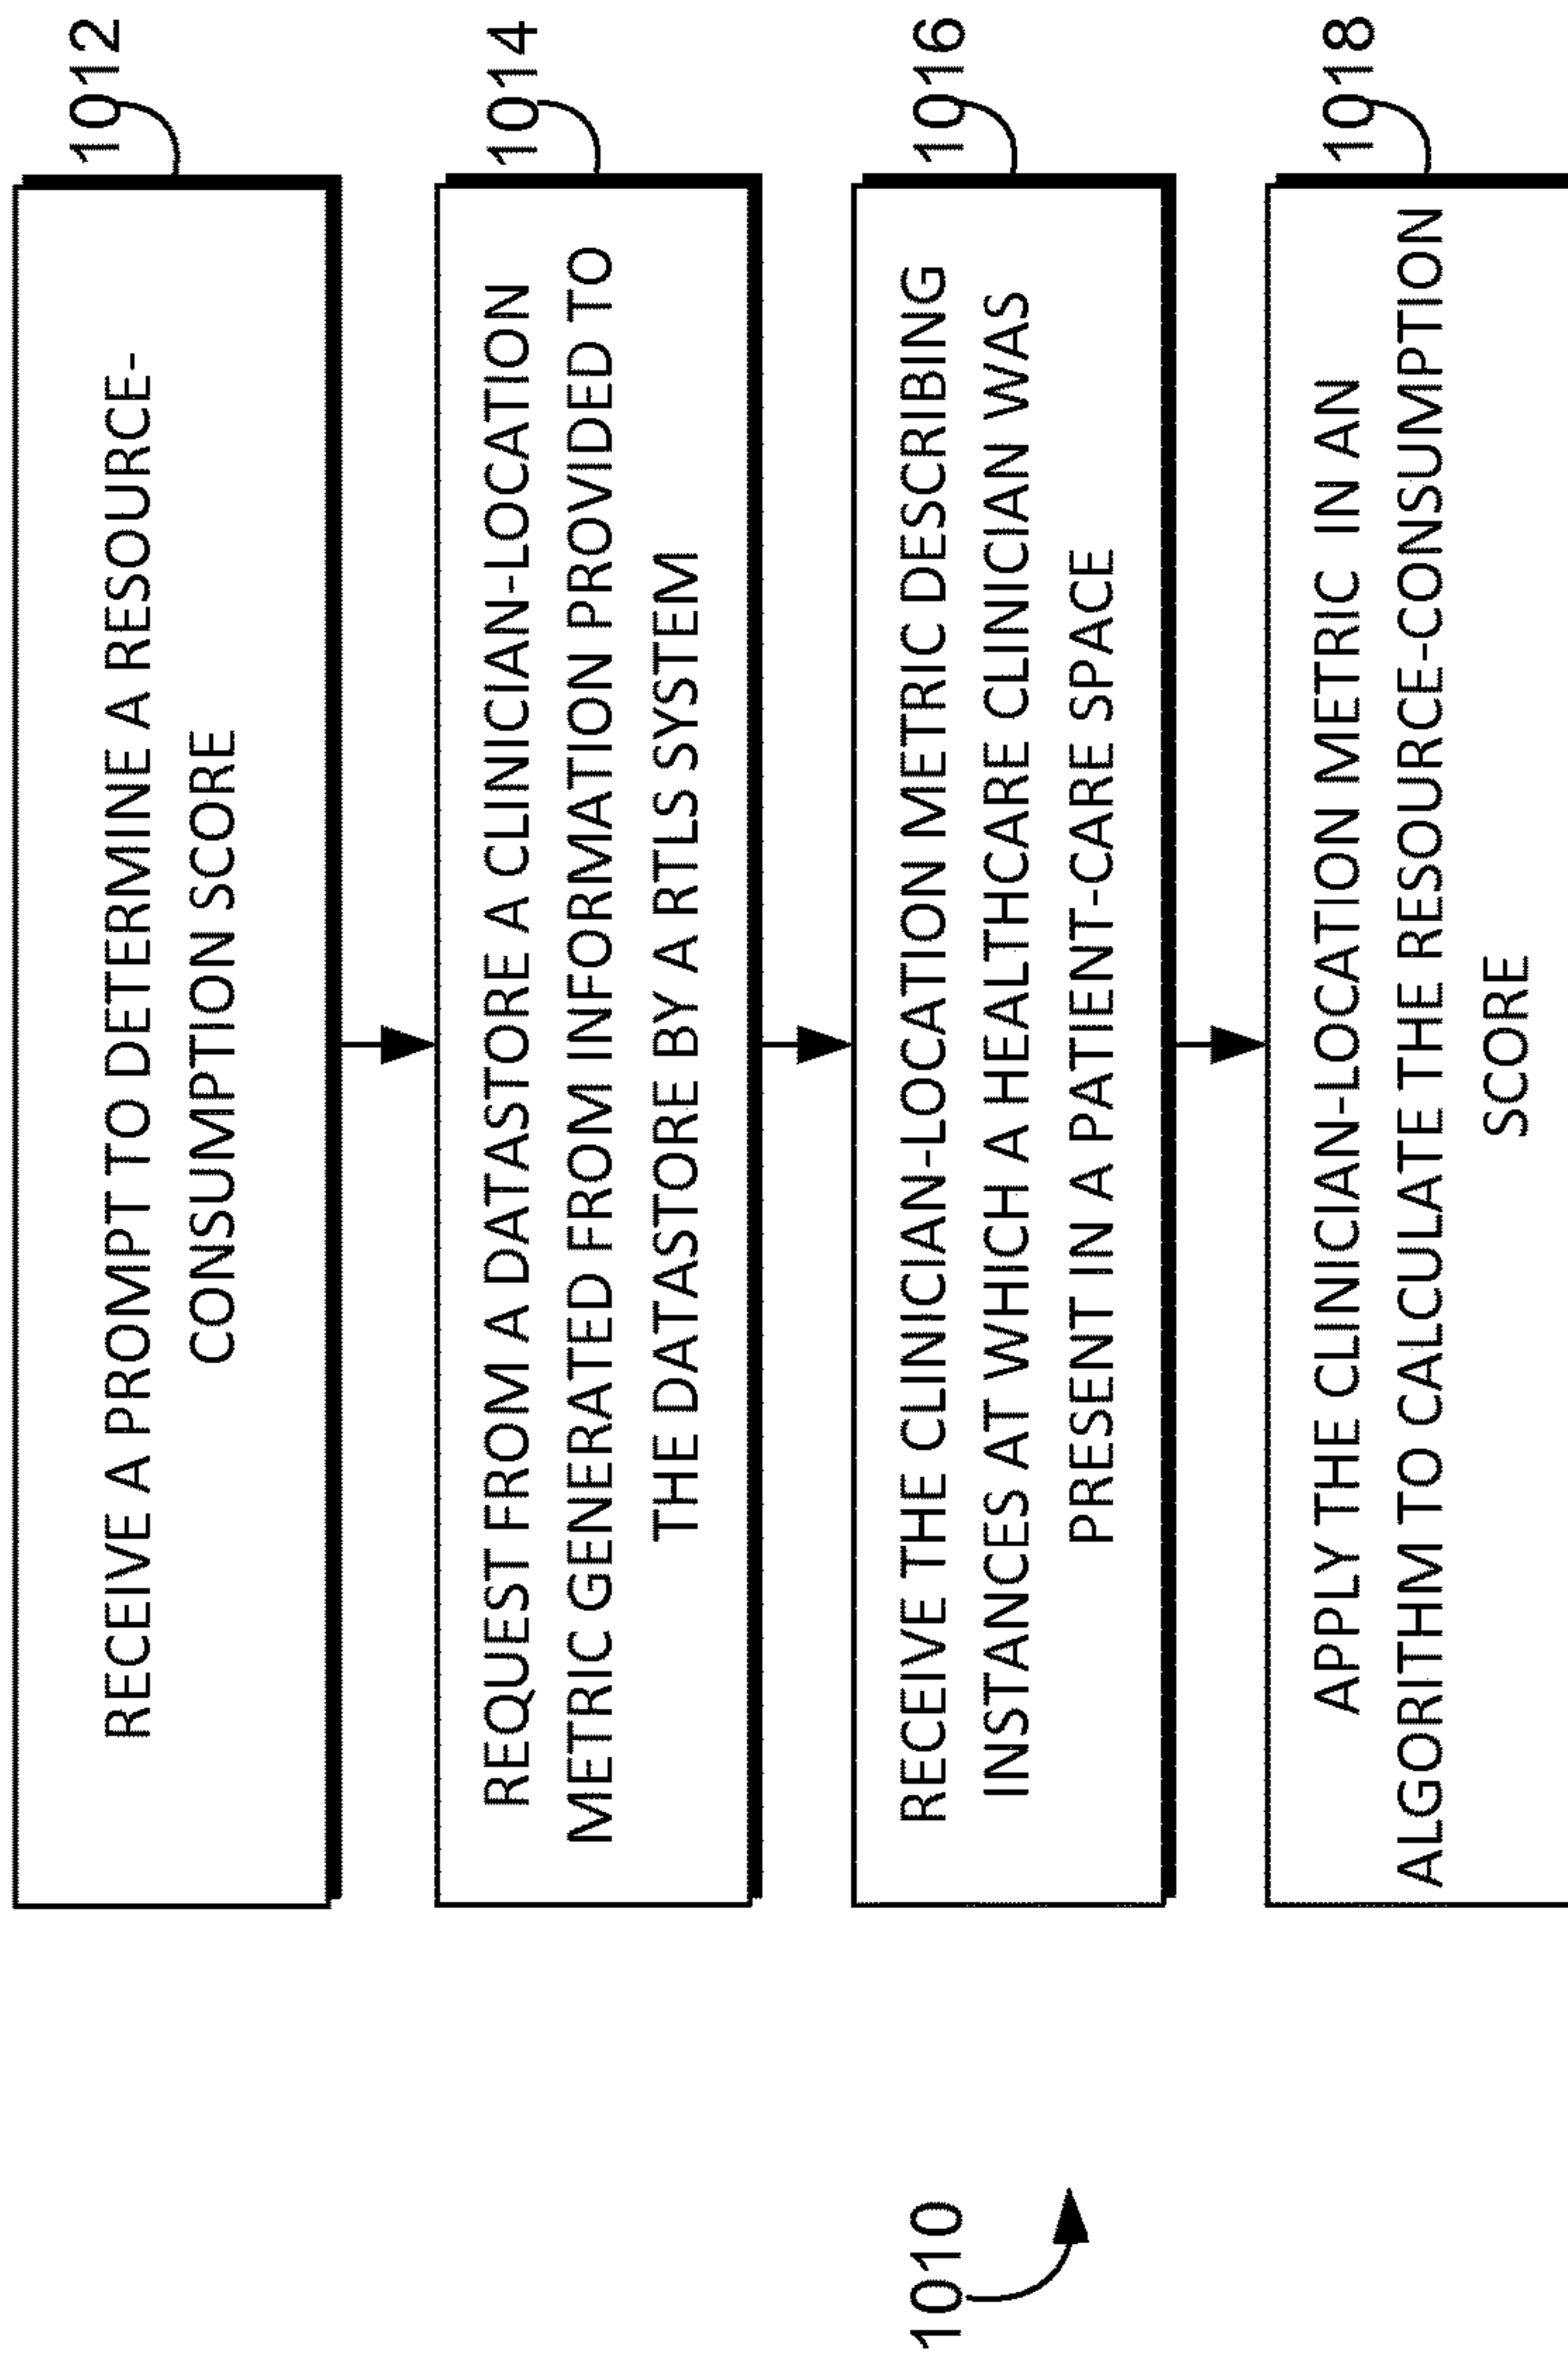 1012
RECEIVE A PROMPT TO DETERMINE A RESOURCE-
CONSUMPTION SCORE
1014
REQUEST FROM A DATASTORE A CLINICIAN-LOCATION
METRIC GENERATED FROM INFORMATION PROVIDED TO
THE DATASTORE BY A RTLS SYSTEM
1010
1016
RECEIVE THE CLINICIAN-LOCATION METRIC DESCRIBING
INSTANCES AT WHICH A HEALTHCARE CLINICIAN WAS
PRESENT IN A PATIENT-CARE SPACE
1018
APPLY THE CLINICIAN-LOCATION METRIC IN AN
ALGORITHM TO CALCULATE THE RESOURCE-CONSUMPTION
SCORE